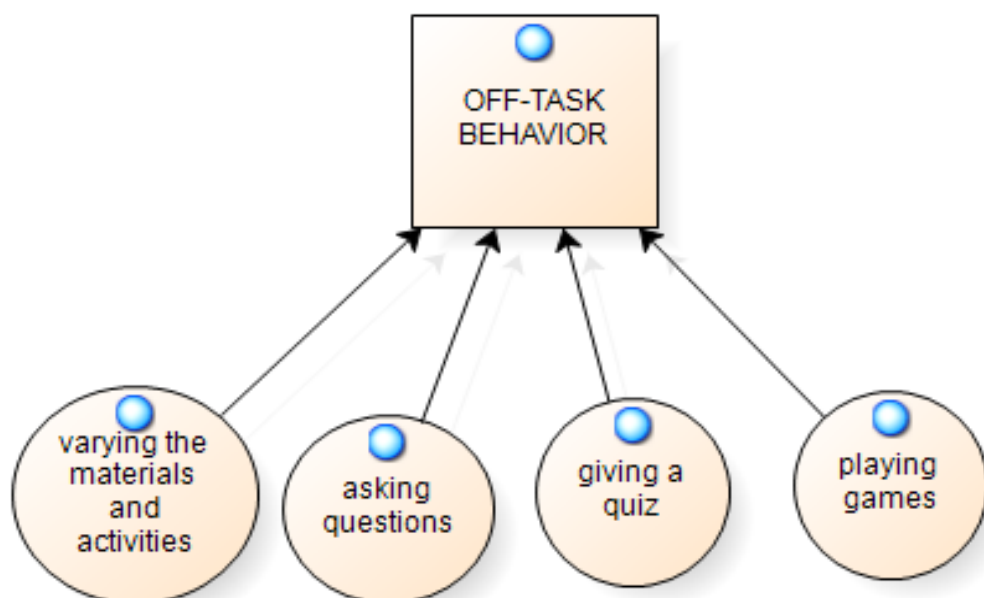 OFF-TASK
BEHAVIOR
varying the
materials
and
activities
asking
questions
giving a
quiz
playing
games